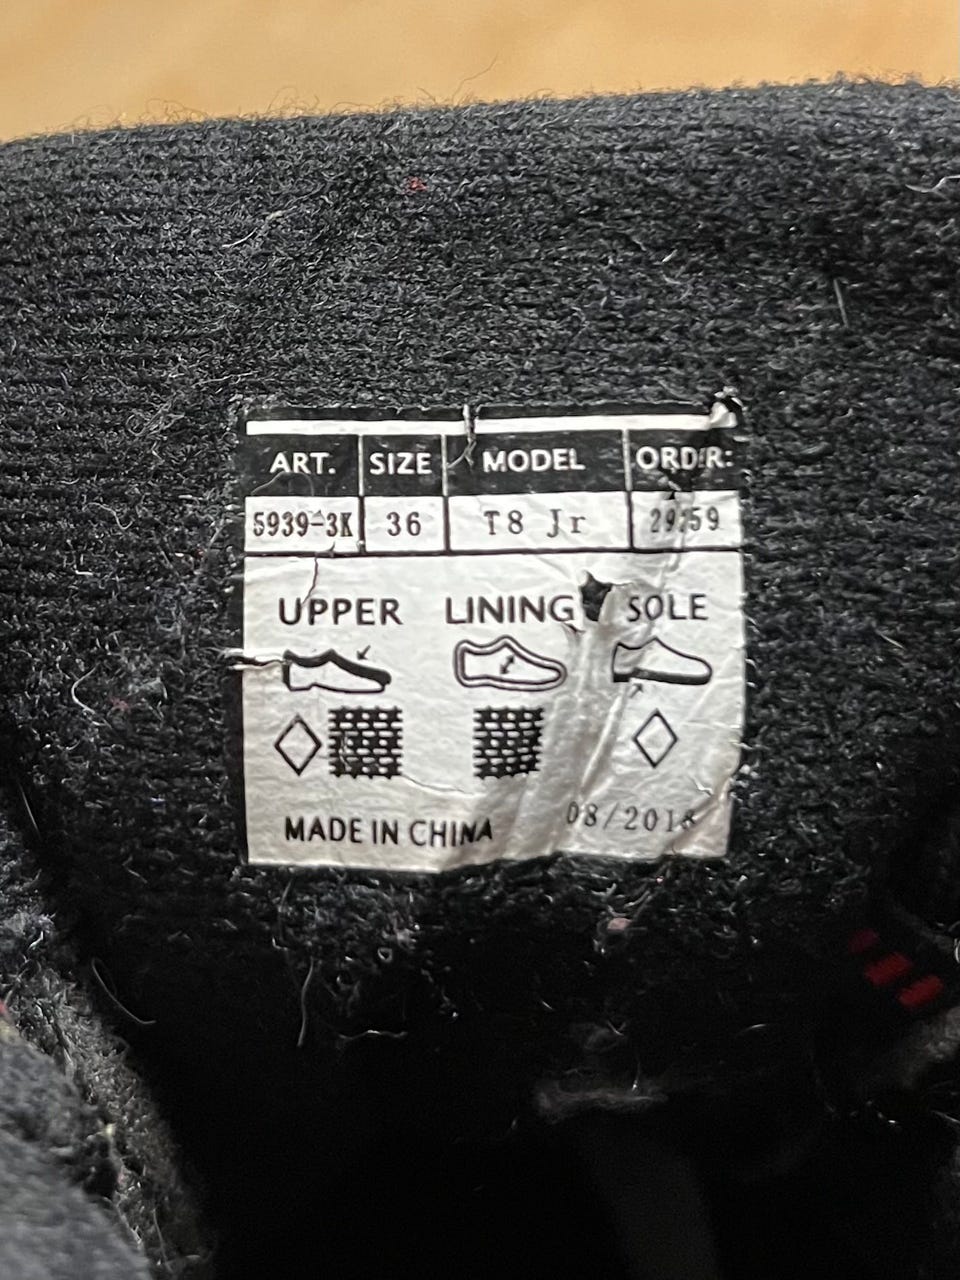 ART. SIZE MODEL ORDER:
5939-3K 36 T8 Jr
UPPER LINING SOLE
MADE IN CHINA